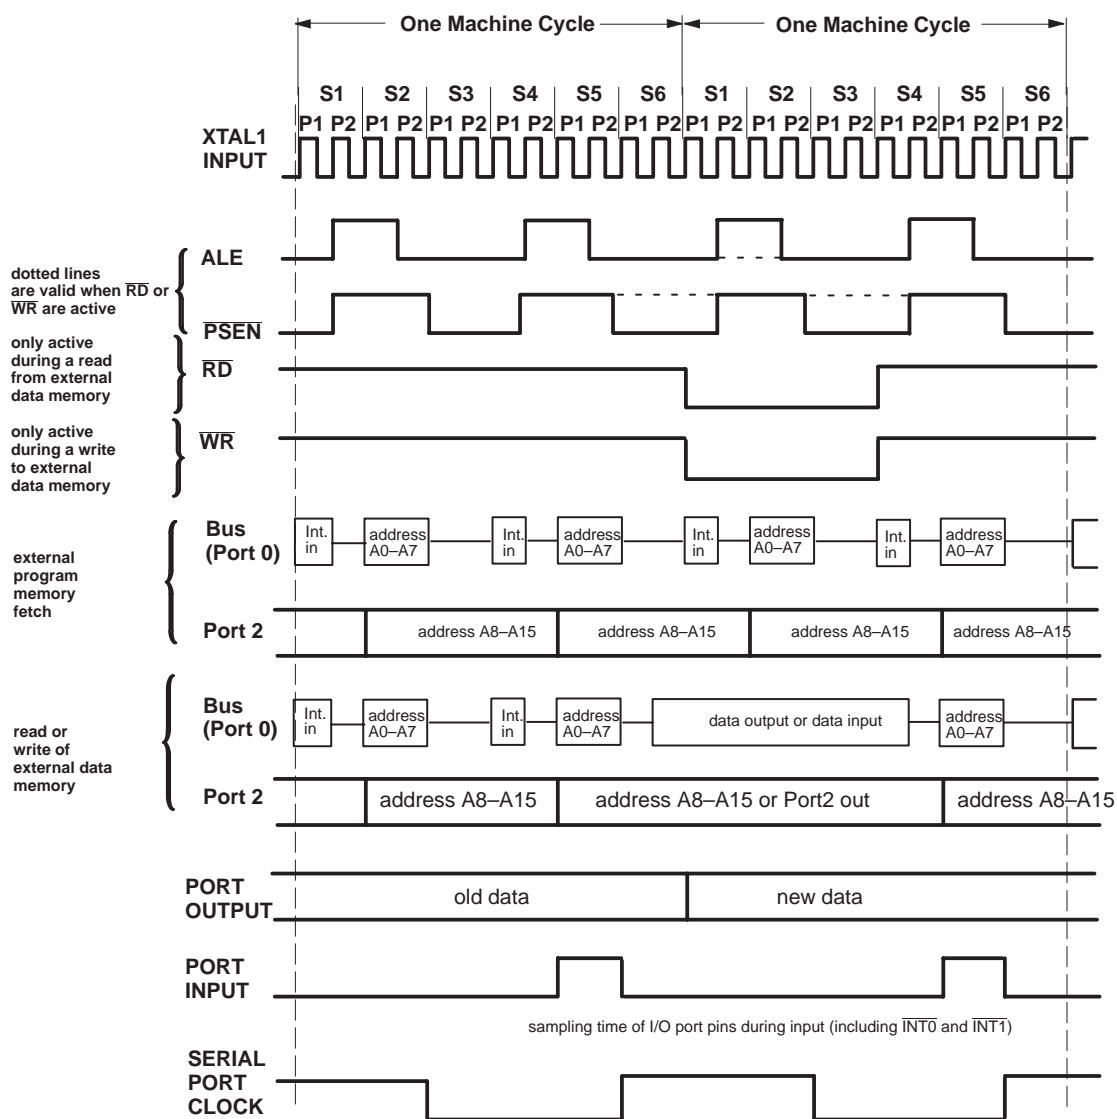 One Machine Cycle One Machine Cycle
S1 S2 S3 S4 S5 S6 S1 S2 S3 S4 S5 S6
P1 P2 P1 P2 P1 P2 P1 P2 P1 P2 P1 P2 P1 P2 P1 P2 P1 P2 P1 P2 P1 P2 P1 P2
XTAL1
INPUT
ALE
dotted lines
are valid when RD or
WR are active
PSEN
only active
during a read
from external
data memory
RD
only active
during a write
to external
data memory
WR
external
program
memory
fetch
Bus
(Port 0)
Int.
in
address
A0–A7
Int.
in
address
A0–A7
Int.
in
address
A0–A7
Int.
in
address
A0–A7
Port 2
address A8–A15 address A8–A15 address A8–A15 address A8–A15
read or
write of
external data
memory
Bus
(Port 0)
Int.
in
address
A0–A7
Int.
in
address
A0–A7
data output or data input
address
A0–A7
Port 2
address A8–A15 address A8–A15 or Port2 out address A8–A15
PORT
OUTPUT
old data new data
PORT
INPUT
sampling time of I/O port pins during input (including INT0 and INT1)
SERIAL
PORT
CLOCK